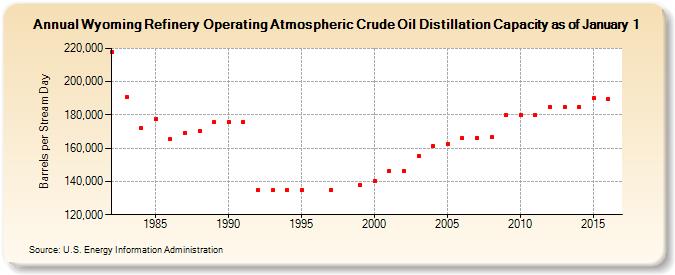 Annual Wyoming Refinery Operating Atmospheric Crude Oil Distillation Capacity as of January 1
Barrels per Stream Day
220,000
200,000
180,000
160,000
140,000
120,000
1985 1990 1995 2000 2005 2010 2015
Source: U.S. Energy Information Administration